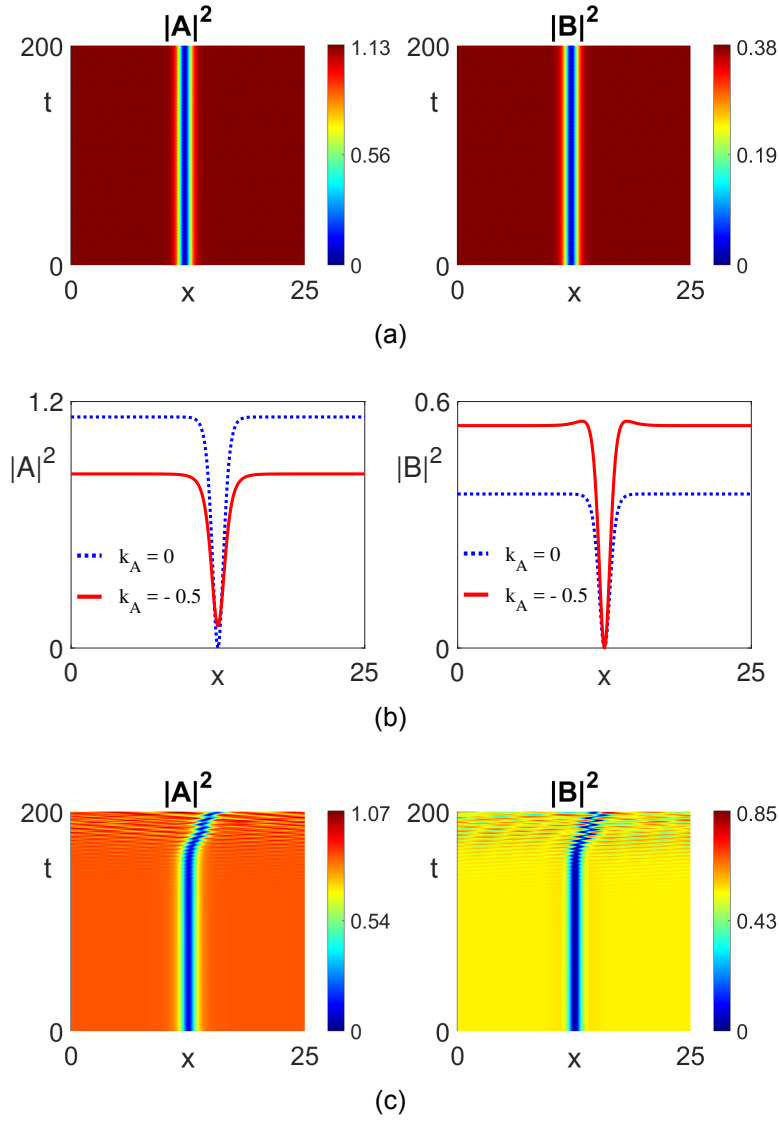 |A|² |B|²
200 1.13 200 0.38
t t
0.56 0.19
0 0 0 0
0 x 25 0 x 25
(a)
1.2 0.6
|A|² |B|²
k_A = 0 k_A = 0
k_A = - 0.5 k_A = - 0.5
0 0
0 x 25 0 x 25
(b)
|A|² |B|²
200 1.07 200 0.85
t t
0.54 0.43
0 0 0 0
0 x 25 0 x 25
(c)